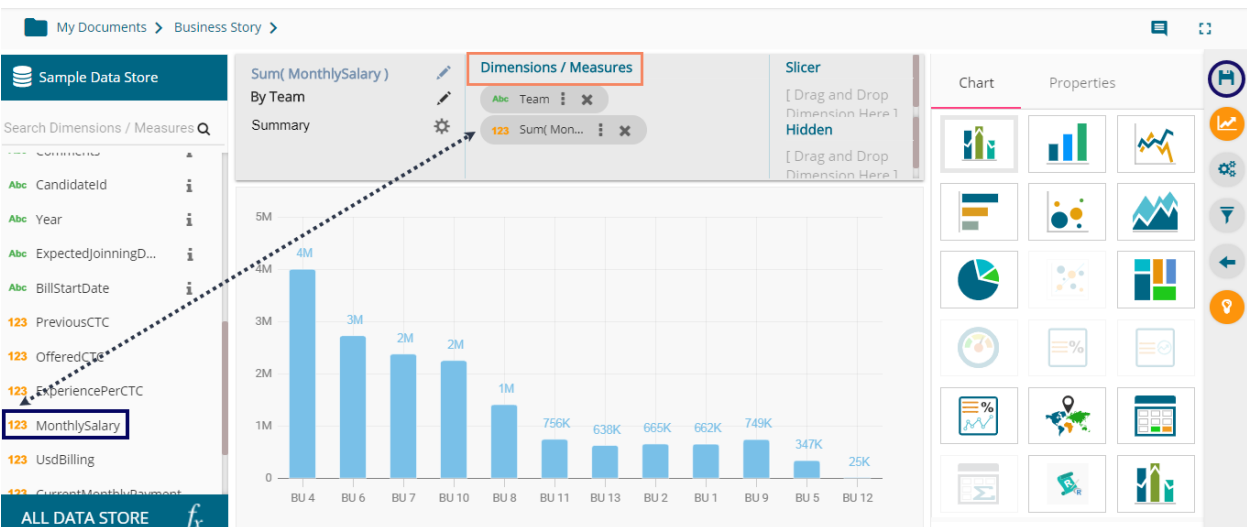 My Documents
Business Story
Sample Data Store
Search Dimensions / Measures
Comments
Abc CandidateId
Abc Year
Abc ExpectedJoinningD...
Abc BillStartDate
123 PreviousCTC
123 OfferedCTC
123 ExperiencePerCTC
123 MonthlySalary
123 UsdBilling
123 CurrentMonthlyPayment
ALL DATA STORE fx
Sum( MonthlySalary )
By Team
Summary
Dimensions / Measures
Abc Team
123 Sum( Mon...
Slicer
[ Drag and Drop
Dimension Here ]
Hidden
[ Drag and Drop
Dimension Here ]
5M
4M
3M
2M
1M
0
4M
3M
2M
2M
1M
756K
638K
665K
662K
749K
347K
25K
BU 4
BU 6
BU 7
BU 10
BU 8
BU 11
BU 13
BU 2
BU 1
BU 9
BU 5
BU 12
Chart
Properties
%
%
%
Σ